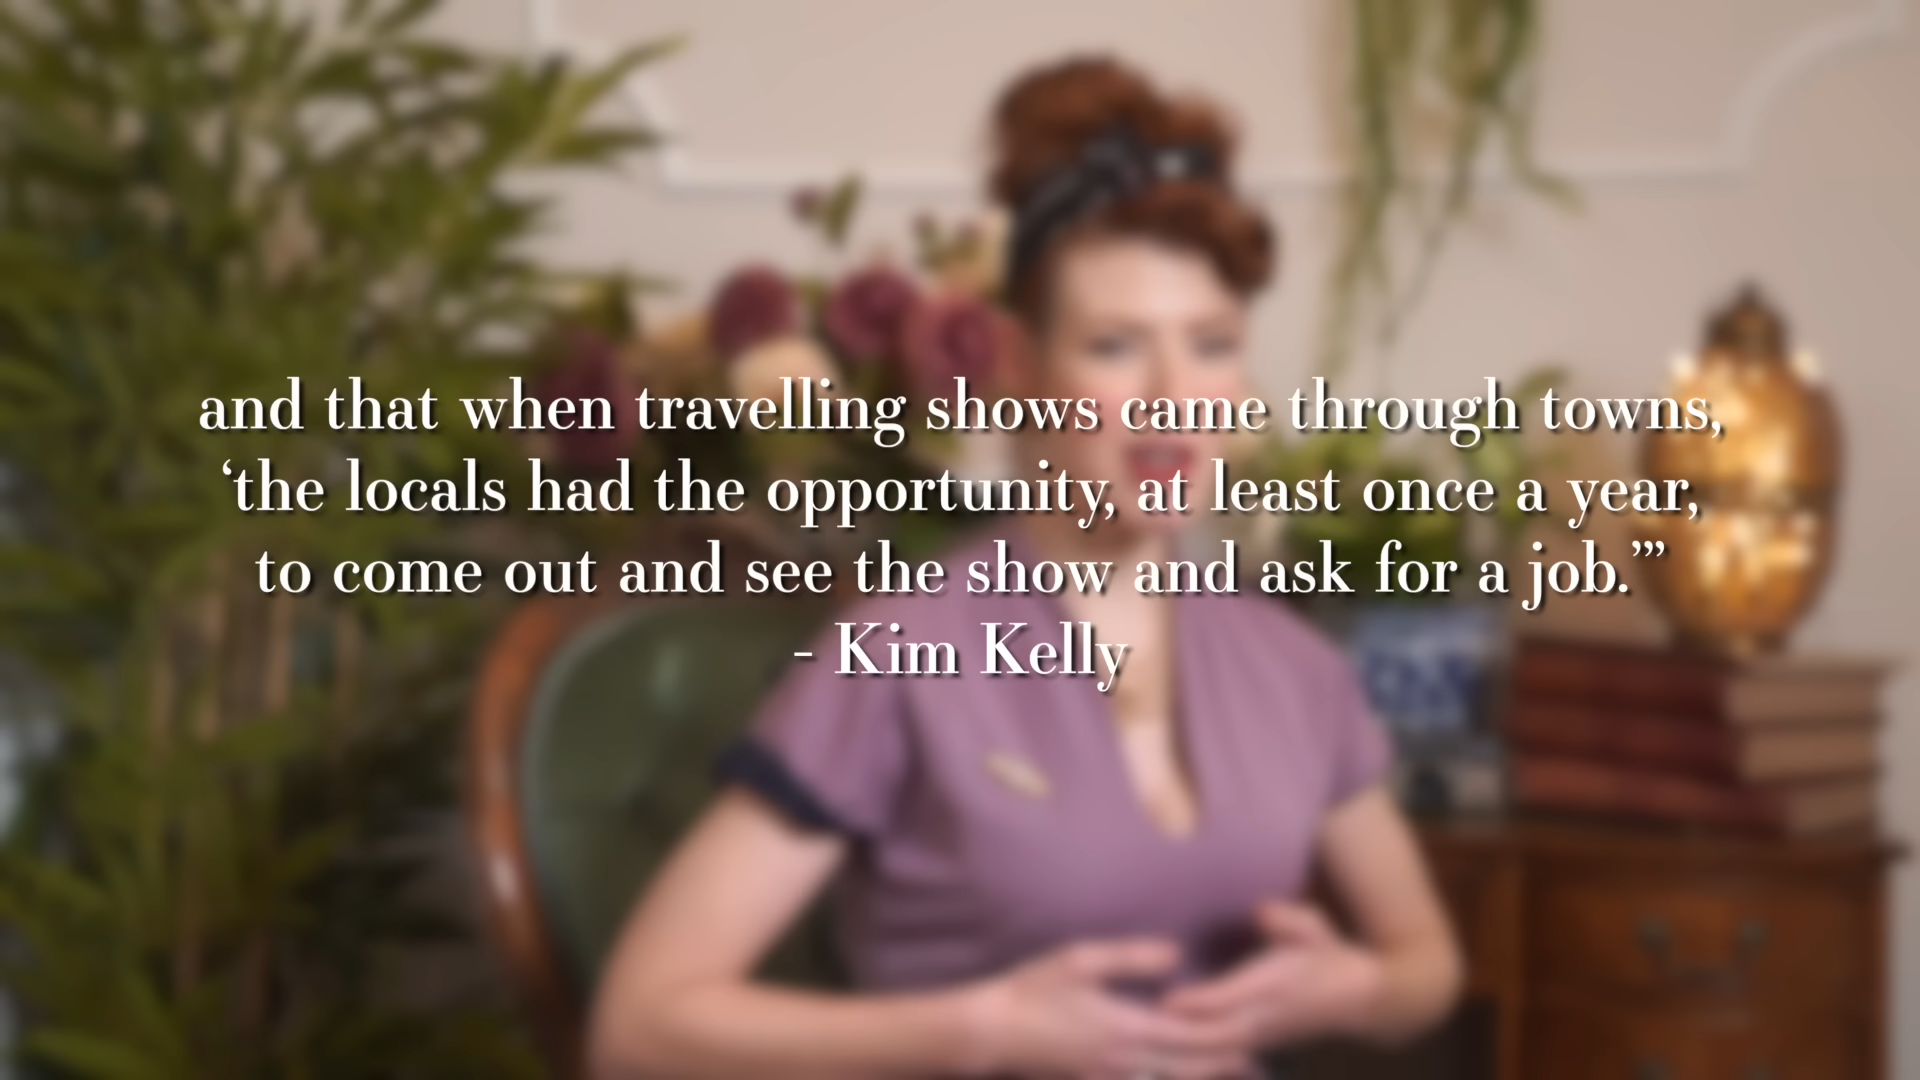 and that when travelling shows came through towns,
‘the locals had the opportunity, at least once a year,
to come out and see the show and ask for a job.’”
- Kim Kelly